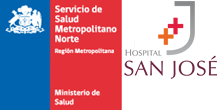 Servicio de
Salud
Metropolitano
Norte
Región Metropolitana
Ministerio de
Salud
HOSPITAL
SAN JOSÉ